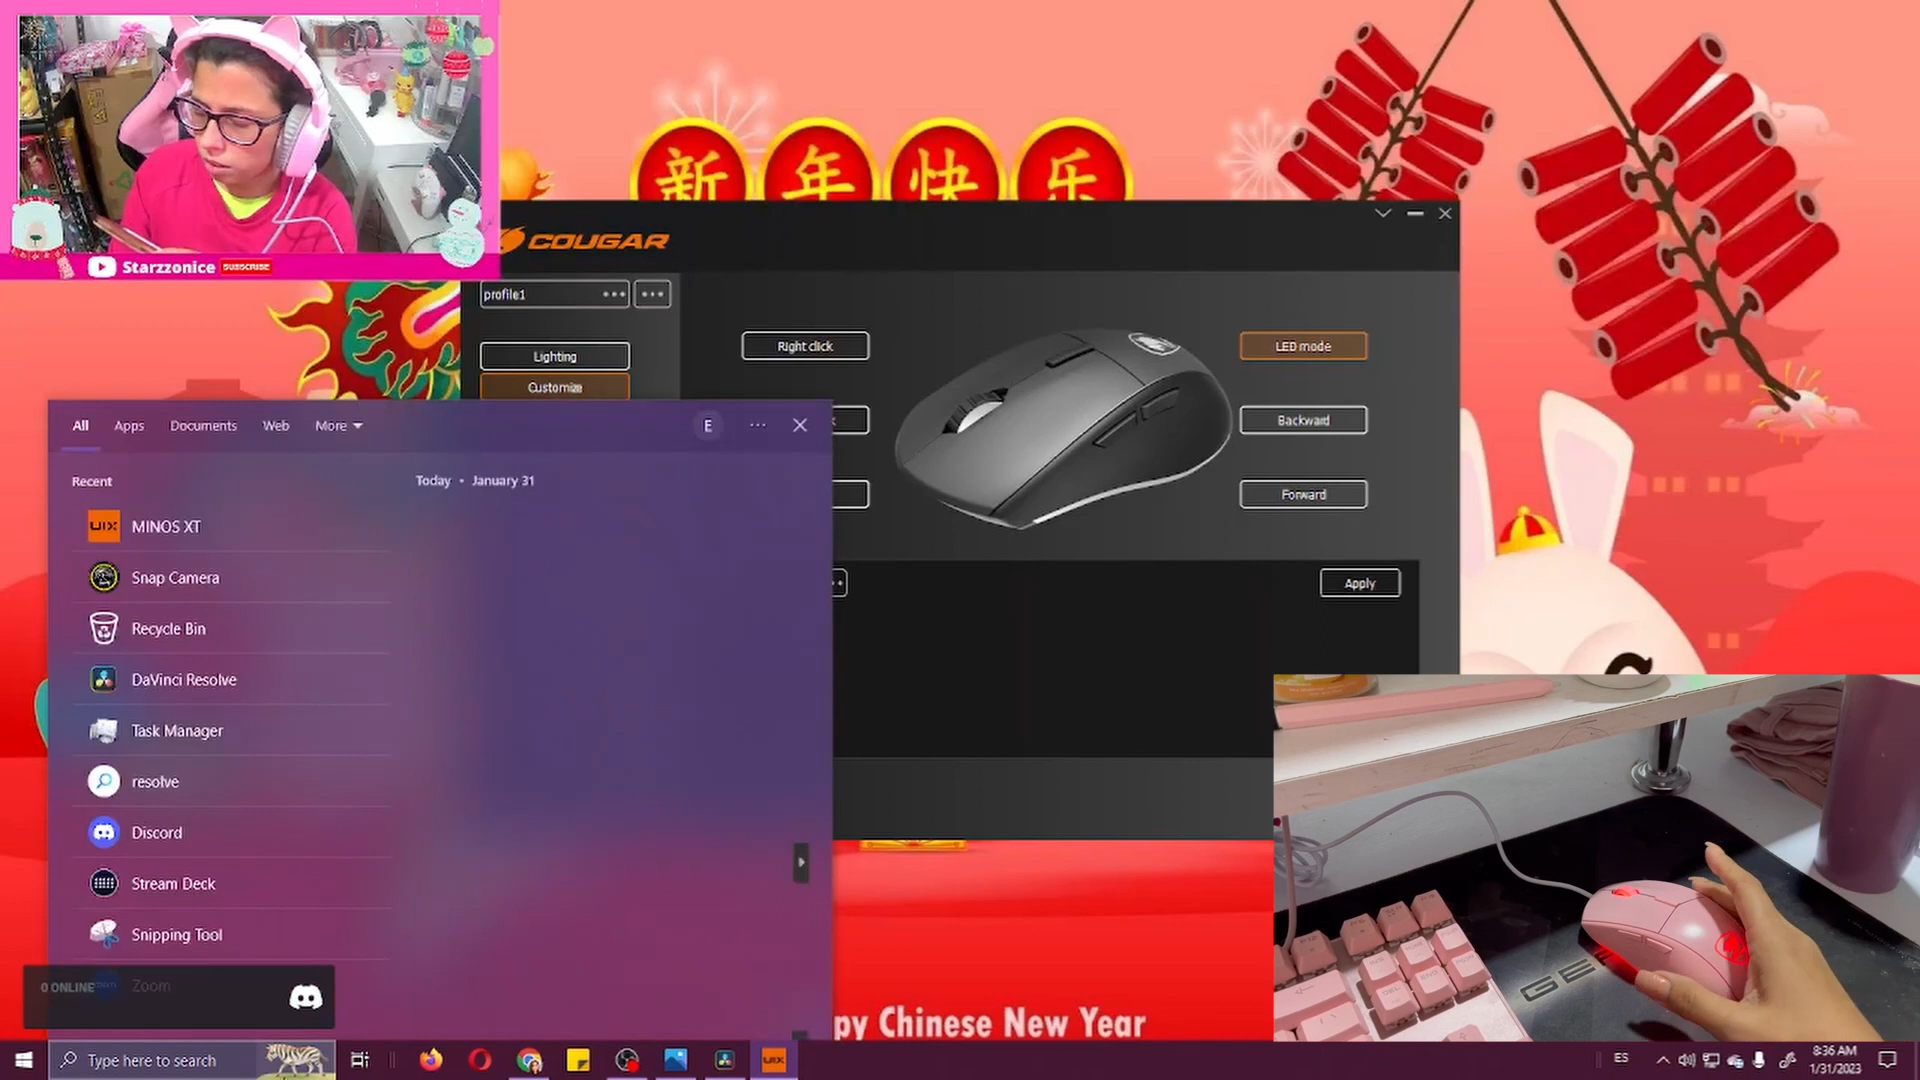 新年快乐
Starzzonice SUBSCRIBE
COUGAR
profile1
Lighting
Customize
Right click
LED mode
Backward
Forward
Apply
All Apps Documents Web More
E
Recent
Today • January 31
UIX MINOS XT
Snap Camera
Recycle Bin
DaVinci Resolve
Task Manager
resolve
Discord
Stream Deck
Snipping Tool
Zoom
0 ONLINE
py Chinese New Year
Type here to search
UIX
ES
8:36 AM
1/31/2023